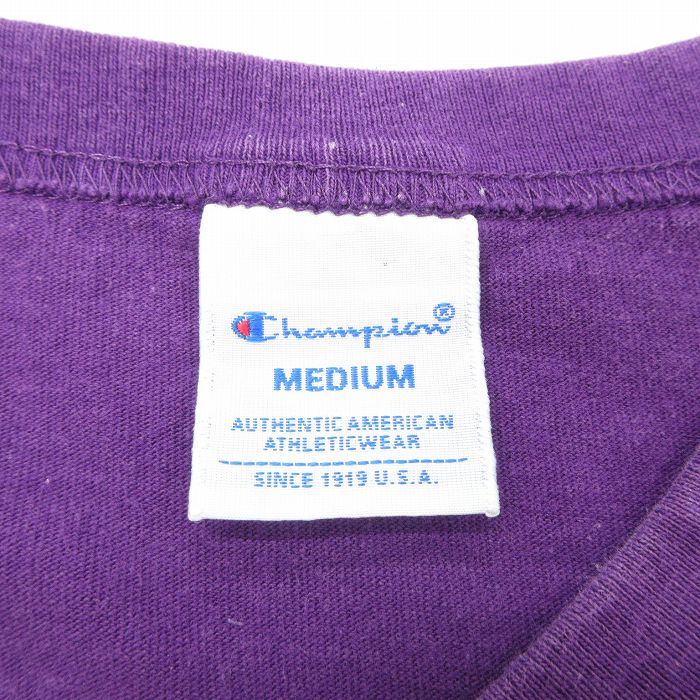 Champion®
MEDIUM
AUTHENTIC AMERICAN
ATHLETICWEAR
SINCE 1919 U.S.A.